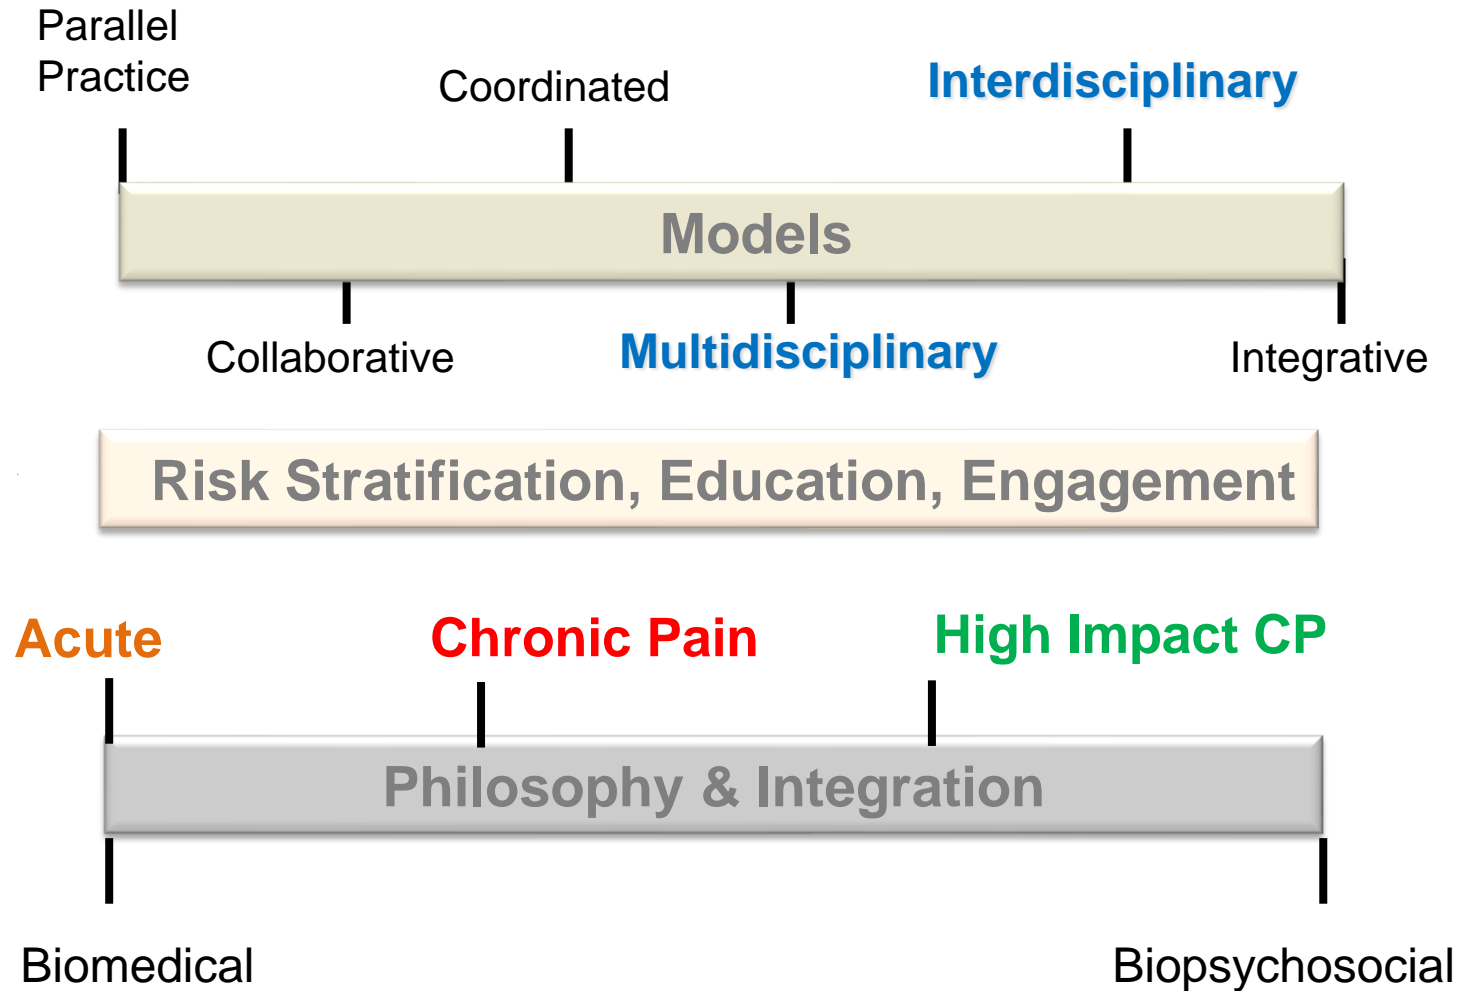 Parallel
Practice
Coordinated
Interdisciplinary
Models
Collaborative
Multidisciplinary
Integrative
Risk Stratification, Education, Engagement
Acute
Chronic Pain
High Impact CP
Philosophy & Integration
Biomedical
Biopsychosocial